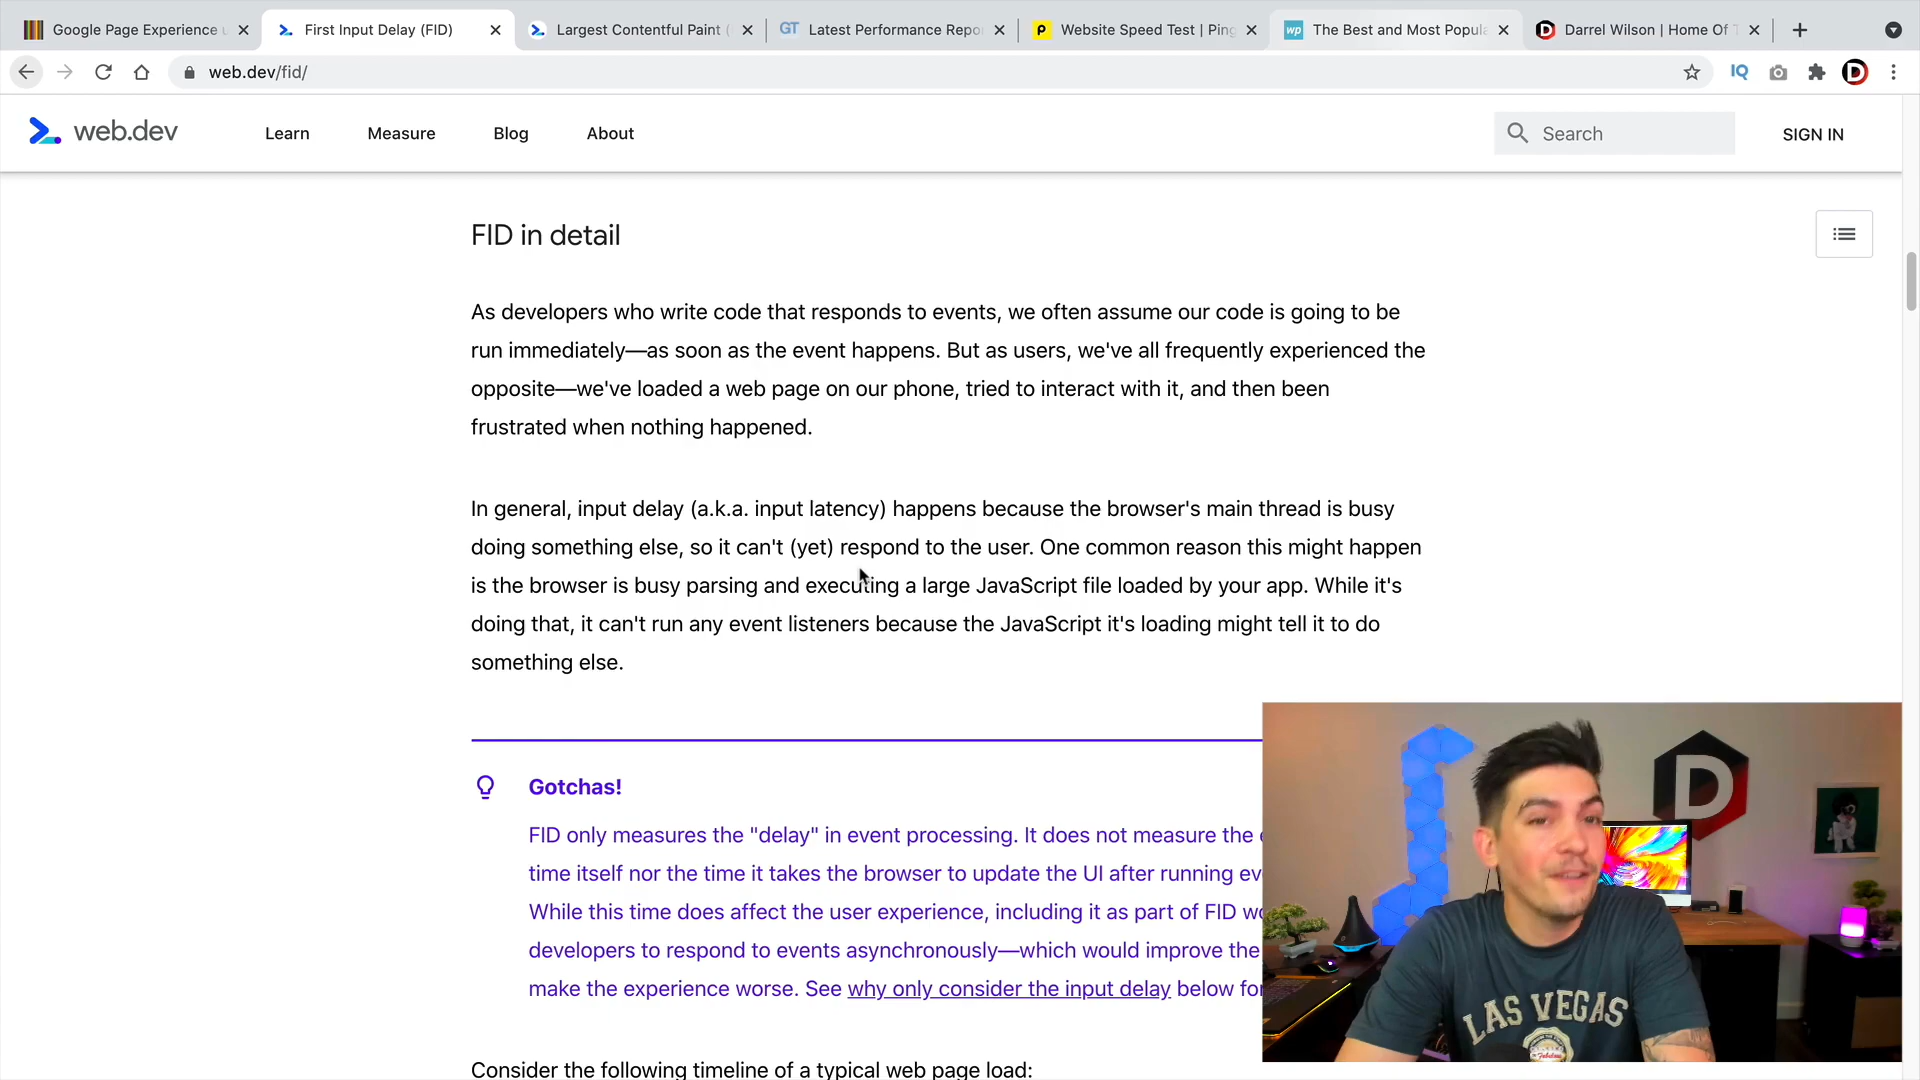 Google Page Experience
First Input Delay (FID)
Largest Contentful Paint (
GT Latest Performance Repo
Website Speed Test | Ping
wp The Best and Most Popula
Darrel Wilson | Home Of
web.dev/fid/
IQ
D
web.dev
Learn
Measure
Blog
About
Search
SIGN IN
FID in detail
As developers who write code that responds to events, we often assume our code is going to be
run immediately—as soon as the event happens. But as users, we've all frequently experienced the
opposite—we've loaded a web page on our phone, tried to interact with it, and then been
frustrated when nothing happened.
In general, input delay (a.k.a. input latency) happens because the browser's main thread is busy
doing something else, so it can't (yet) respond to the user. One common reason this might happen
is the browser is busy parsing and executing a large JavaScript file loaded by your app. While it's
doing that, it can't run any event listeners because the JavaScript it's loading might tell it to do
something else.
Gotchas!
FID only measures the "delay" in event processing. It does not measure the
time itself nor the time it takes the browser to update the UI after running ev
While this time does affect the user experience, including it as part of FID wo
developers to respond to events asynchronously—which would improve the
make the experience worse. See why only consider the input delay below for
Consider the following timeline of a typical web page load:
D
LAS VEGAS
Fabulous